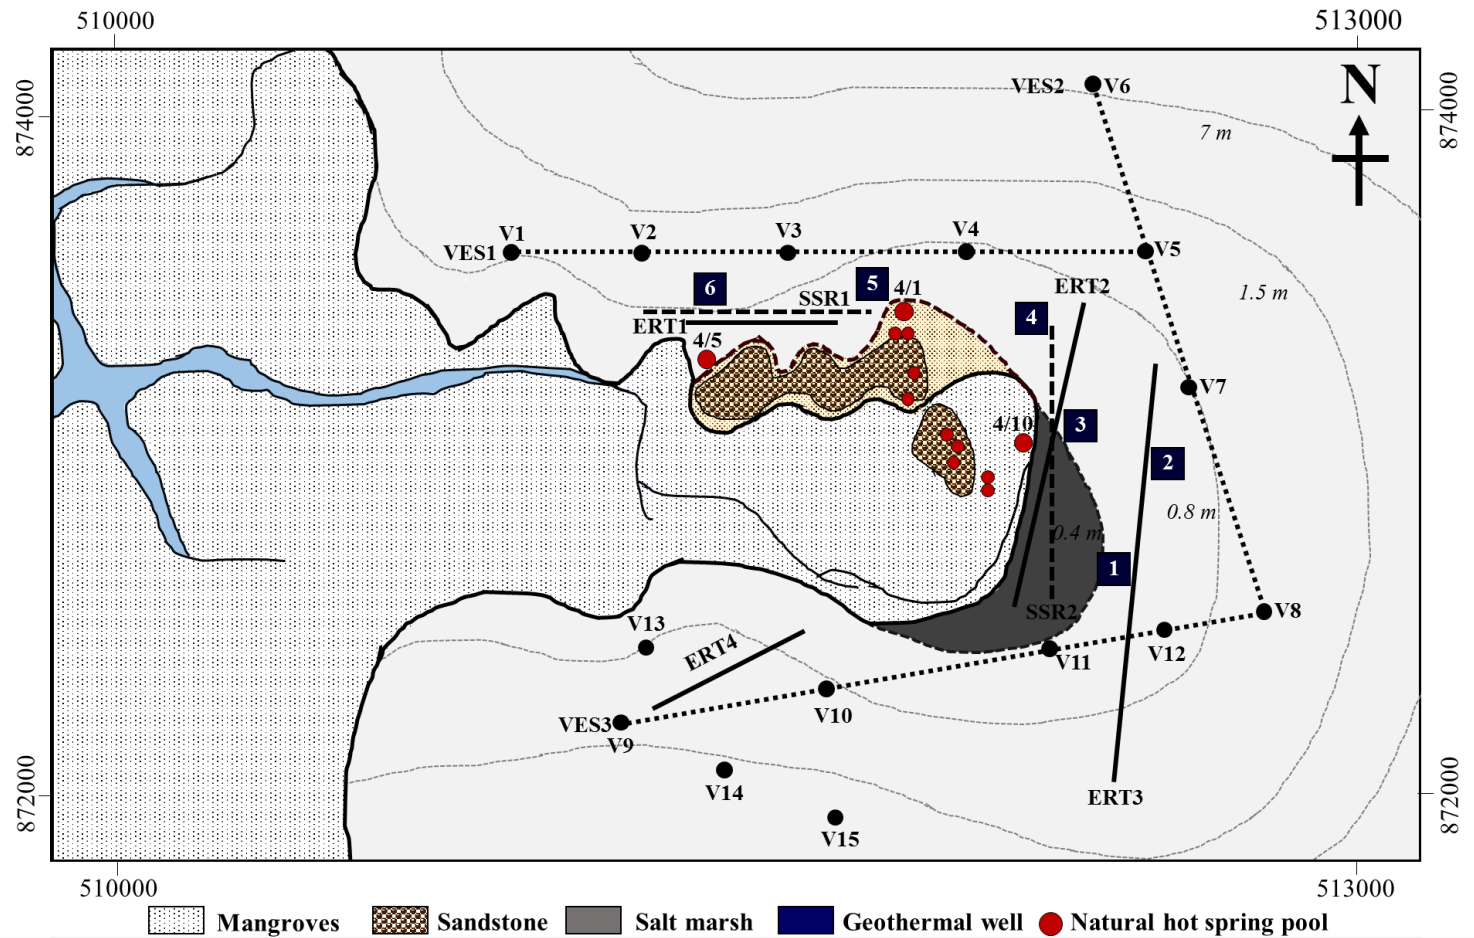 510000 513000
N
874000 874000
VES2 V6
7 m
V1 V2 V3 V4
VES1 V5
6 5 4/1 ERT2 1.5 m
SSR1
ERT1 4
4/5
V7
4/10 3
2
0.8 m
0.4 m
1
SSR2 V8
V13
ERT4 V11 V12
VES3 V10
V9
V14 ERT3
V15
872000 872000
510000 513000
Mangroves Sandstone Salt marsh Geothermal well Natural hot spring pool